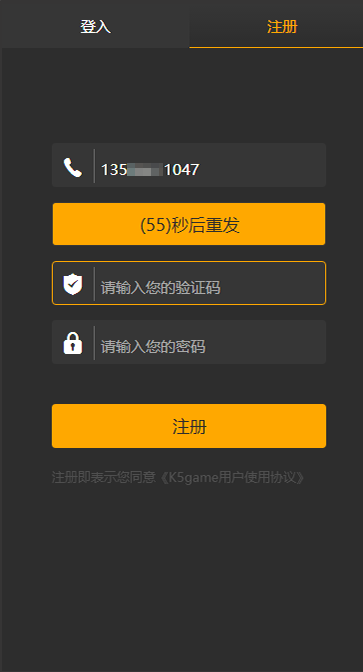 登入
注册
135 1047
(55)秒后重发
请输入您的验证码
请输入您的密码
注册
注册即表示您同意《K5game用户使用协议》